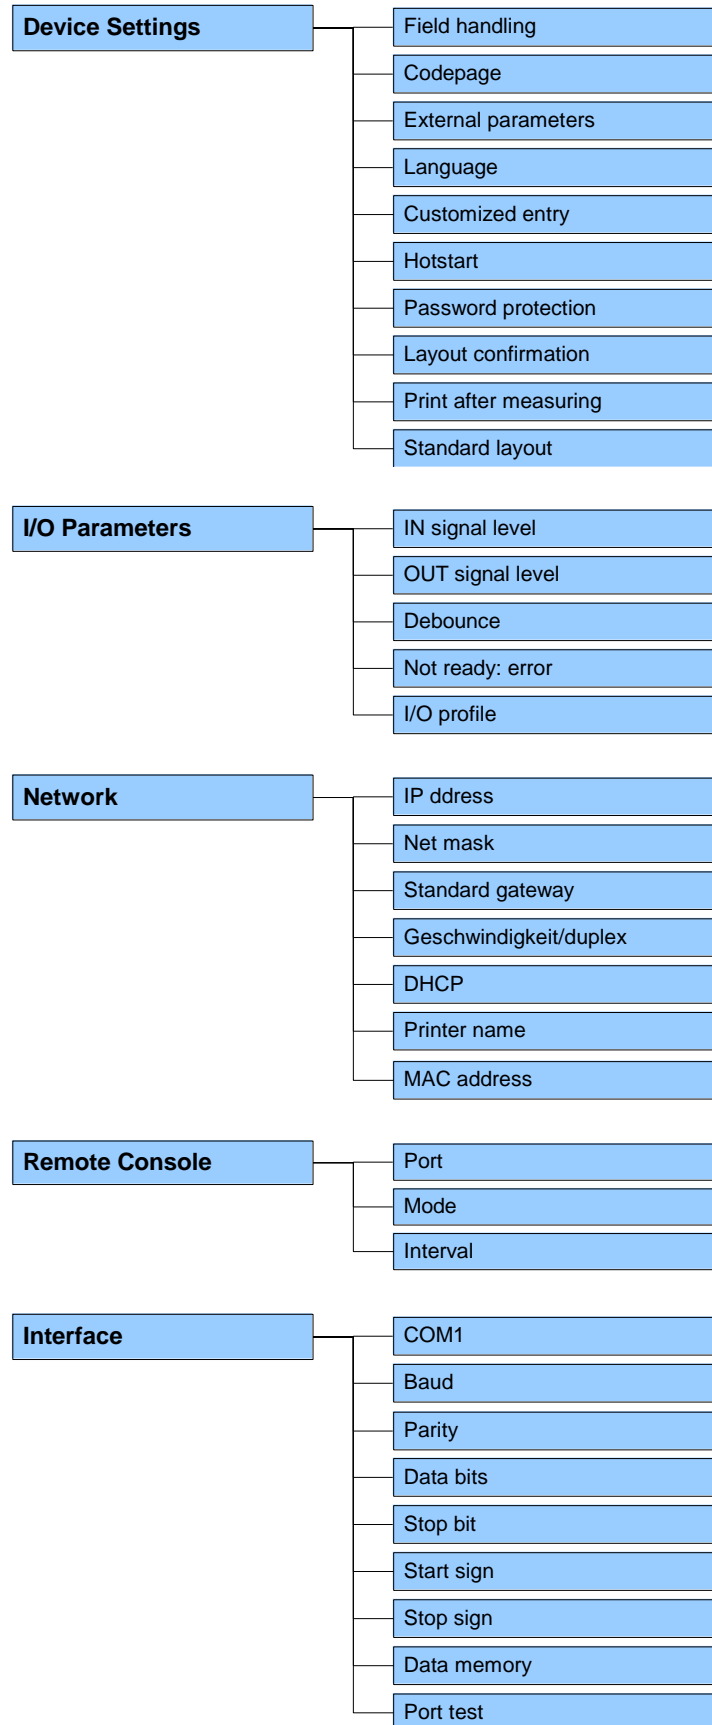 Device Settings
Field handling
Codepage
External parameters
Language
Customized entry
Hotstart
Password protection
Layout confirmation
Print after measuring
Standard layout
I/O Parameters
IN signal level
OUT signal level
Debounce
Not ready: error
I/O profile
Network
IP ddress
Net mask
Standard gateway
Geschwindigkeit/duplex
DHCP
Printer name
MAC address
Remote Console
Port
Mode
Interval
Interface
COM1
Baud
Parity
Data bits
Stop bit
Start sign
Stop sign
Data memory
Port test